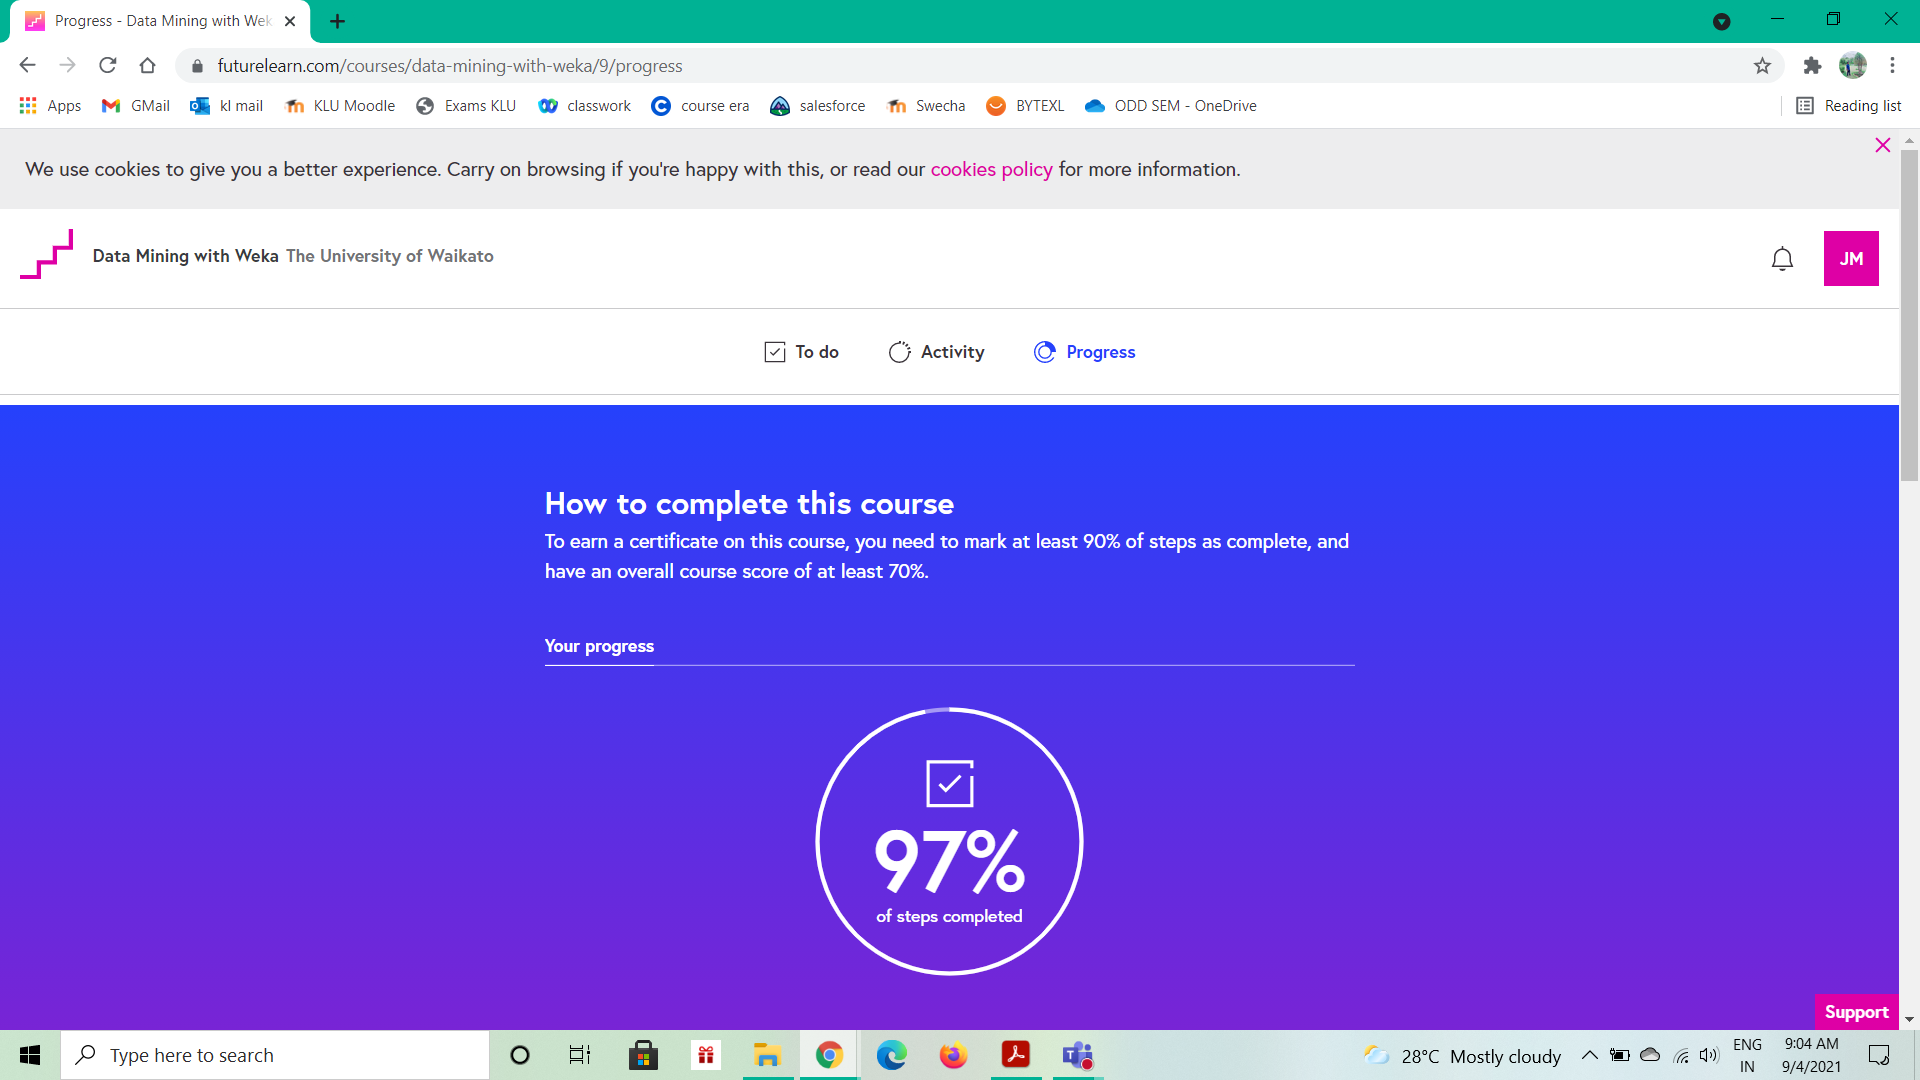 Progress - Data Mining with Wek
futurelearn.com/courses/data-mining-with-weka/9/progress
Apps GMail kl mail KLU Moodle Exams KLU classwork course era salesforce Swecha BYTEXL ODD SEM - OneDrive Reading list
We use cookies to give you a better experience. Carry on browsing if you're happy with this, or read our cookies policy for more information.
Data Mining with Weka The University of Waikato
JM
To do Activity Progress
How to complete this course
To earn a certificate on this course, you need to mark at least 90% of steps as complete, and
have an overall course score of at least 70%.
Your progress
97%
of steps completed
Support
Type here to search
28°C Mostly cloudy
ENG
IN
9:04 AM
9/4/2021